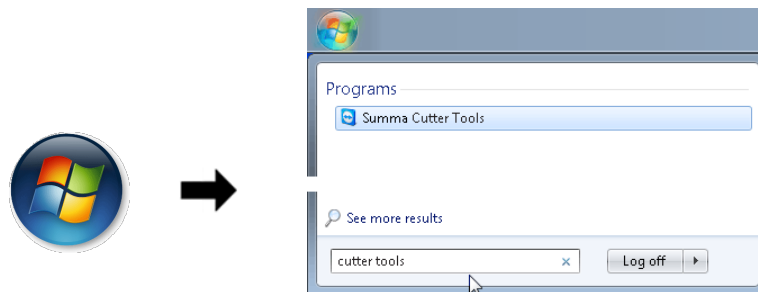 Programs
Summa Cutter Tools
See more results
cutter tools
Log off